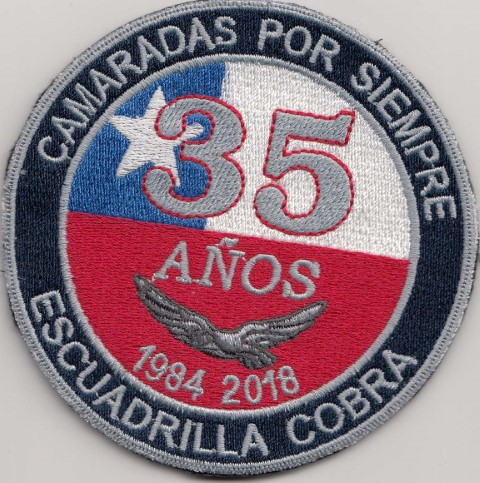 CAMARADAS POR SIEMPRE
35
AÑOS
1984 2018
ESCUADRILLA COBRA